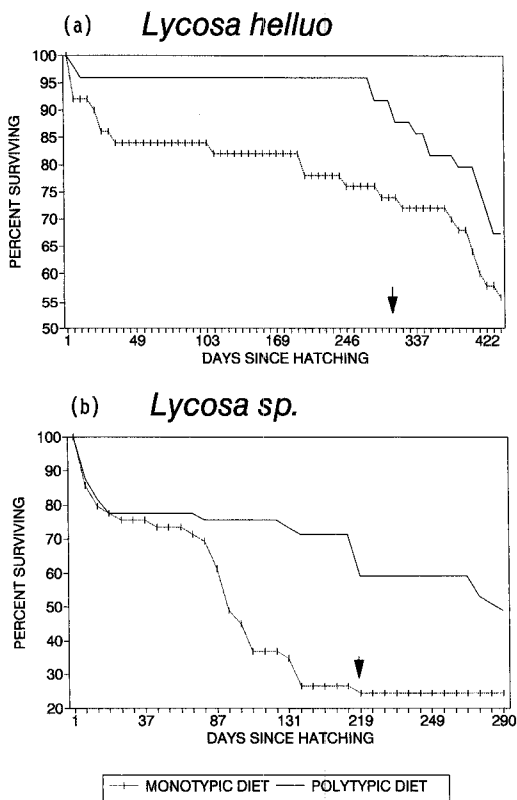 (a) Lycosa helluo
100
95
90
85
80
75
70
65
60
55
50
PERCENT SURVIVING
1 49 103 169 246 337 422
DAYS SINCE HATCHING
(b) Lycosa sp.
100
90
80
70
60
50
40
30
20
PERCENT SURVIVING
1 37 87 131 219 249 290
DAYS SINCE HATCHING
MONOTYPIC DIET POLYTYPIC DIET